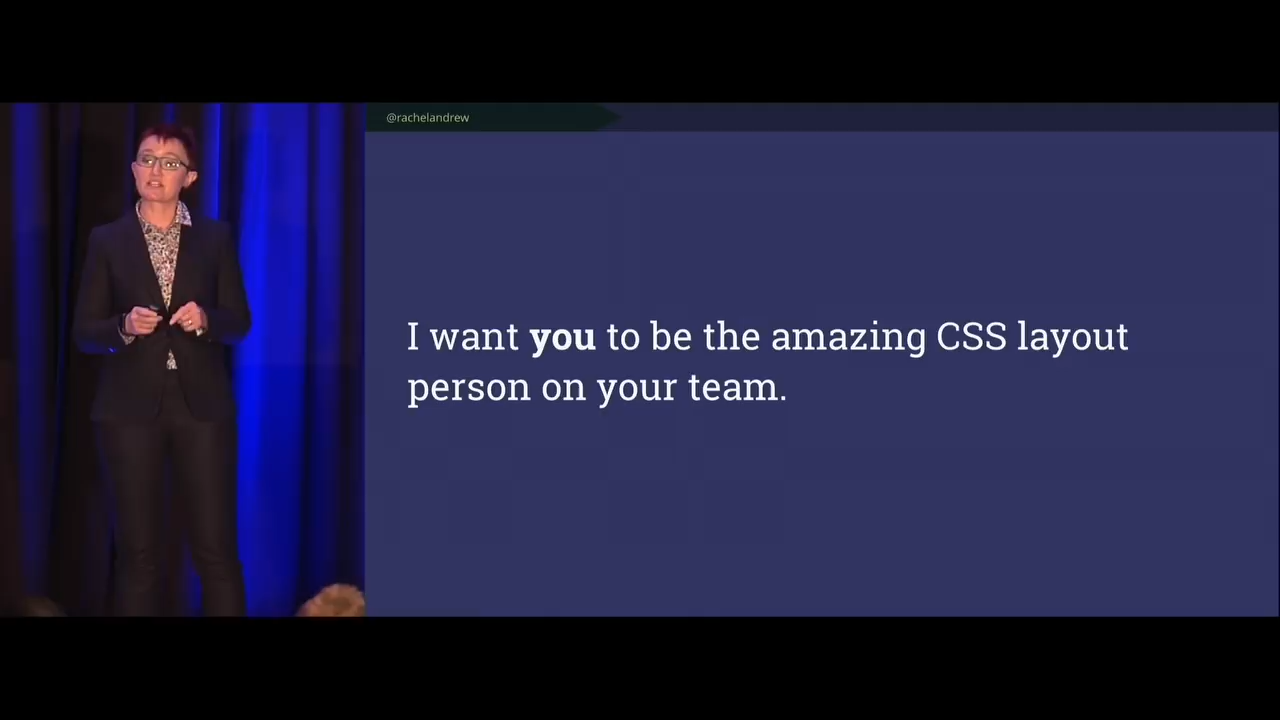 @rachelandrew
I want you to be the amazing CSS layout
person on your team.